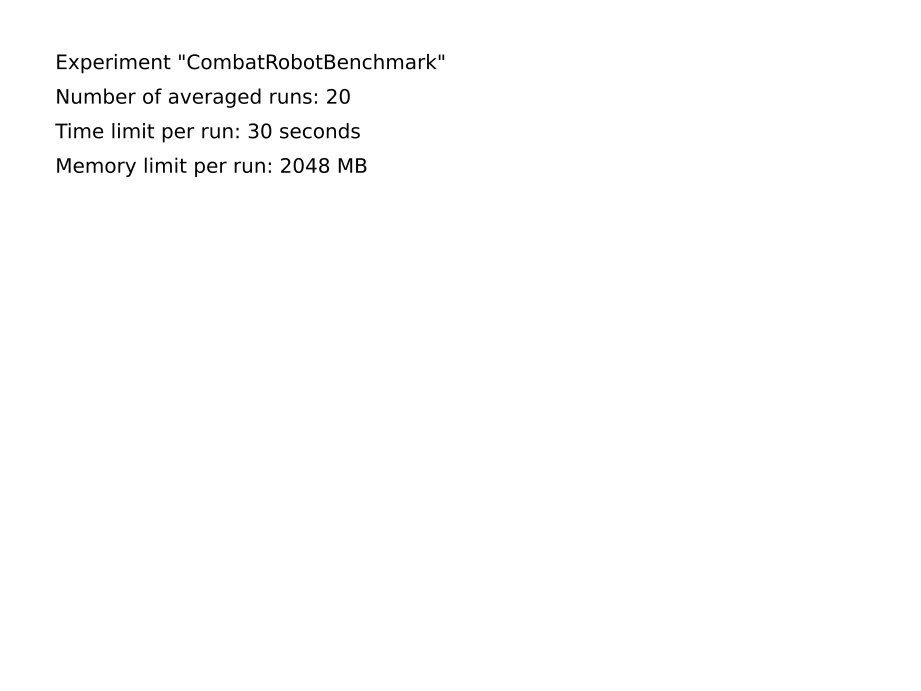 Experiment "CombatRobotBenchmark"
Number of averaged runs: 20
Time limit per run: 30 seconds
Memory limit per run: 2048 MB